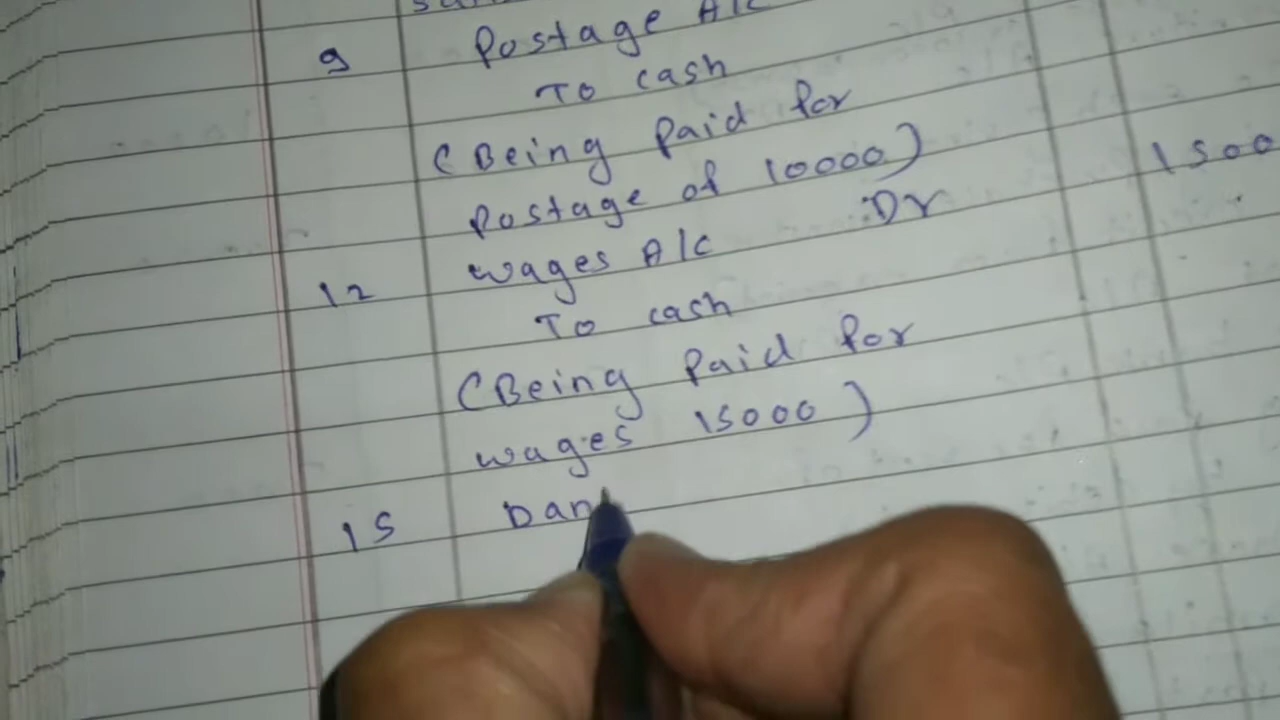 9 Postage A/c
To cash
(Being Paid for
Postage of 10000)
wages A/c Dr 1500
12
To cash
(Being Paid for
wages 15000)
15 Dan